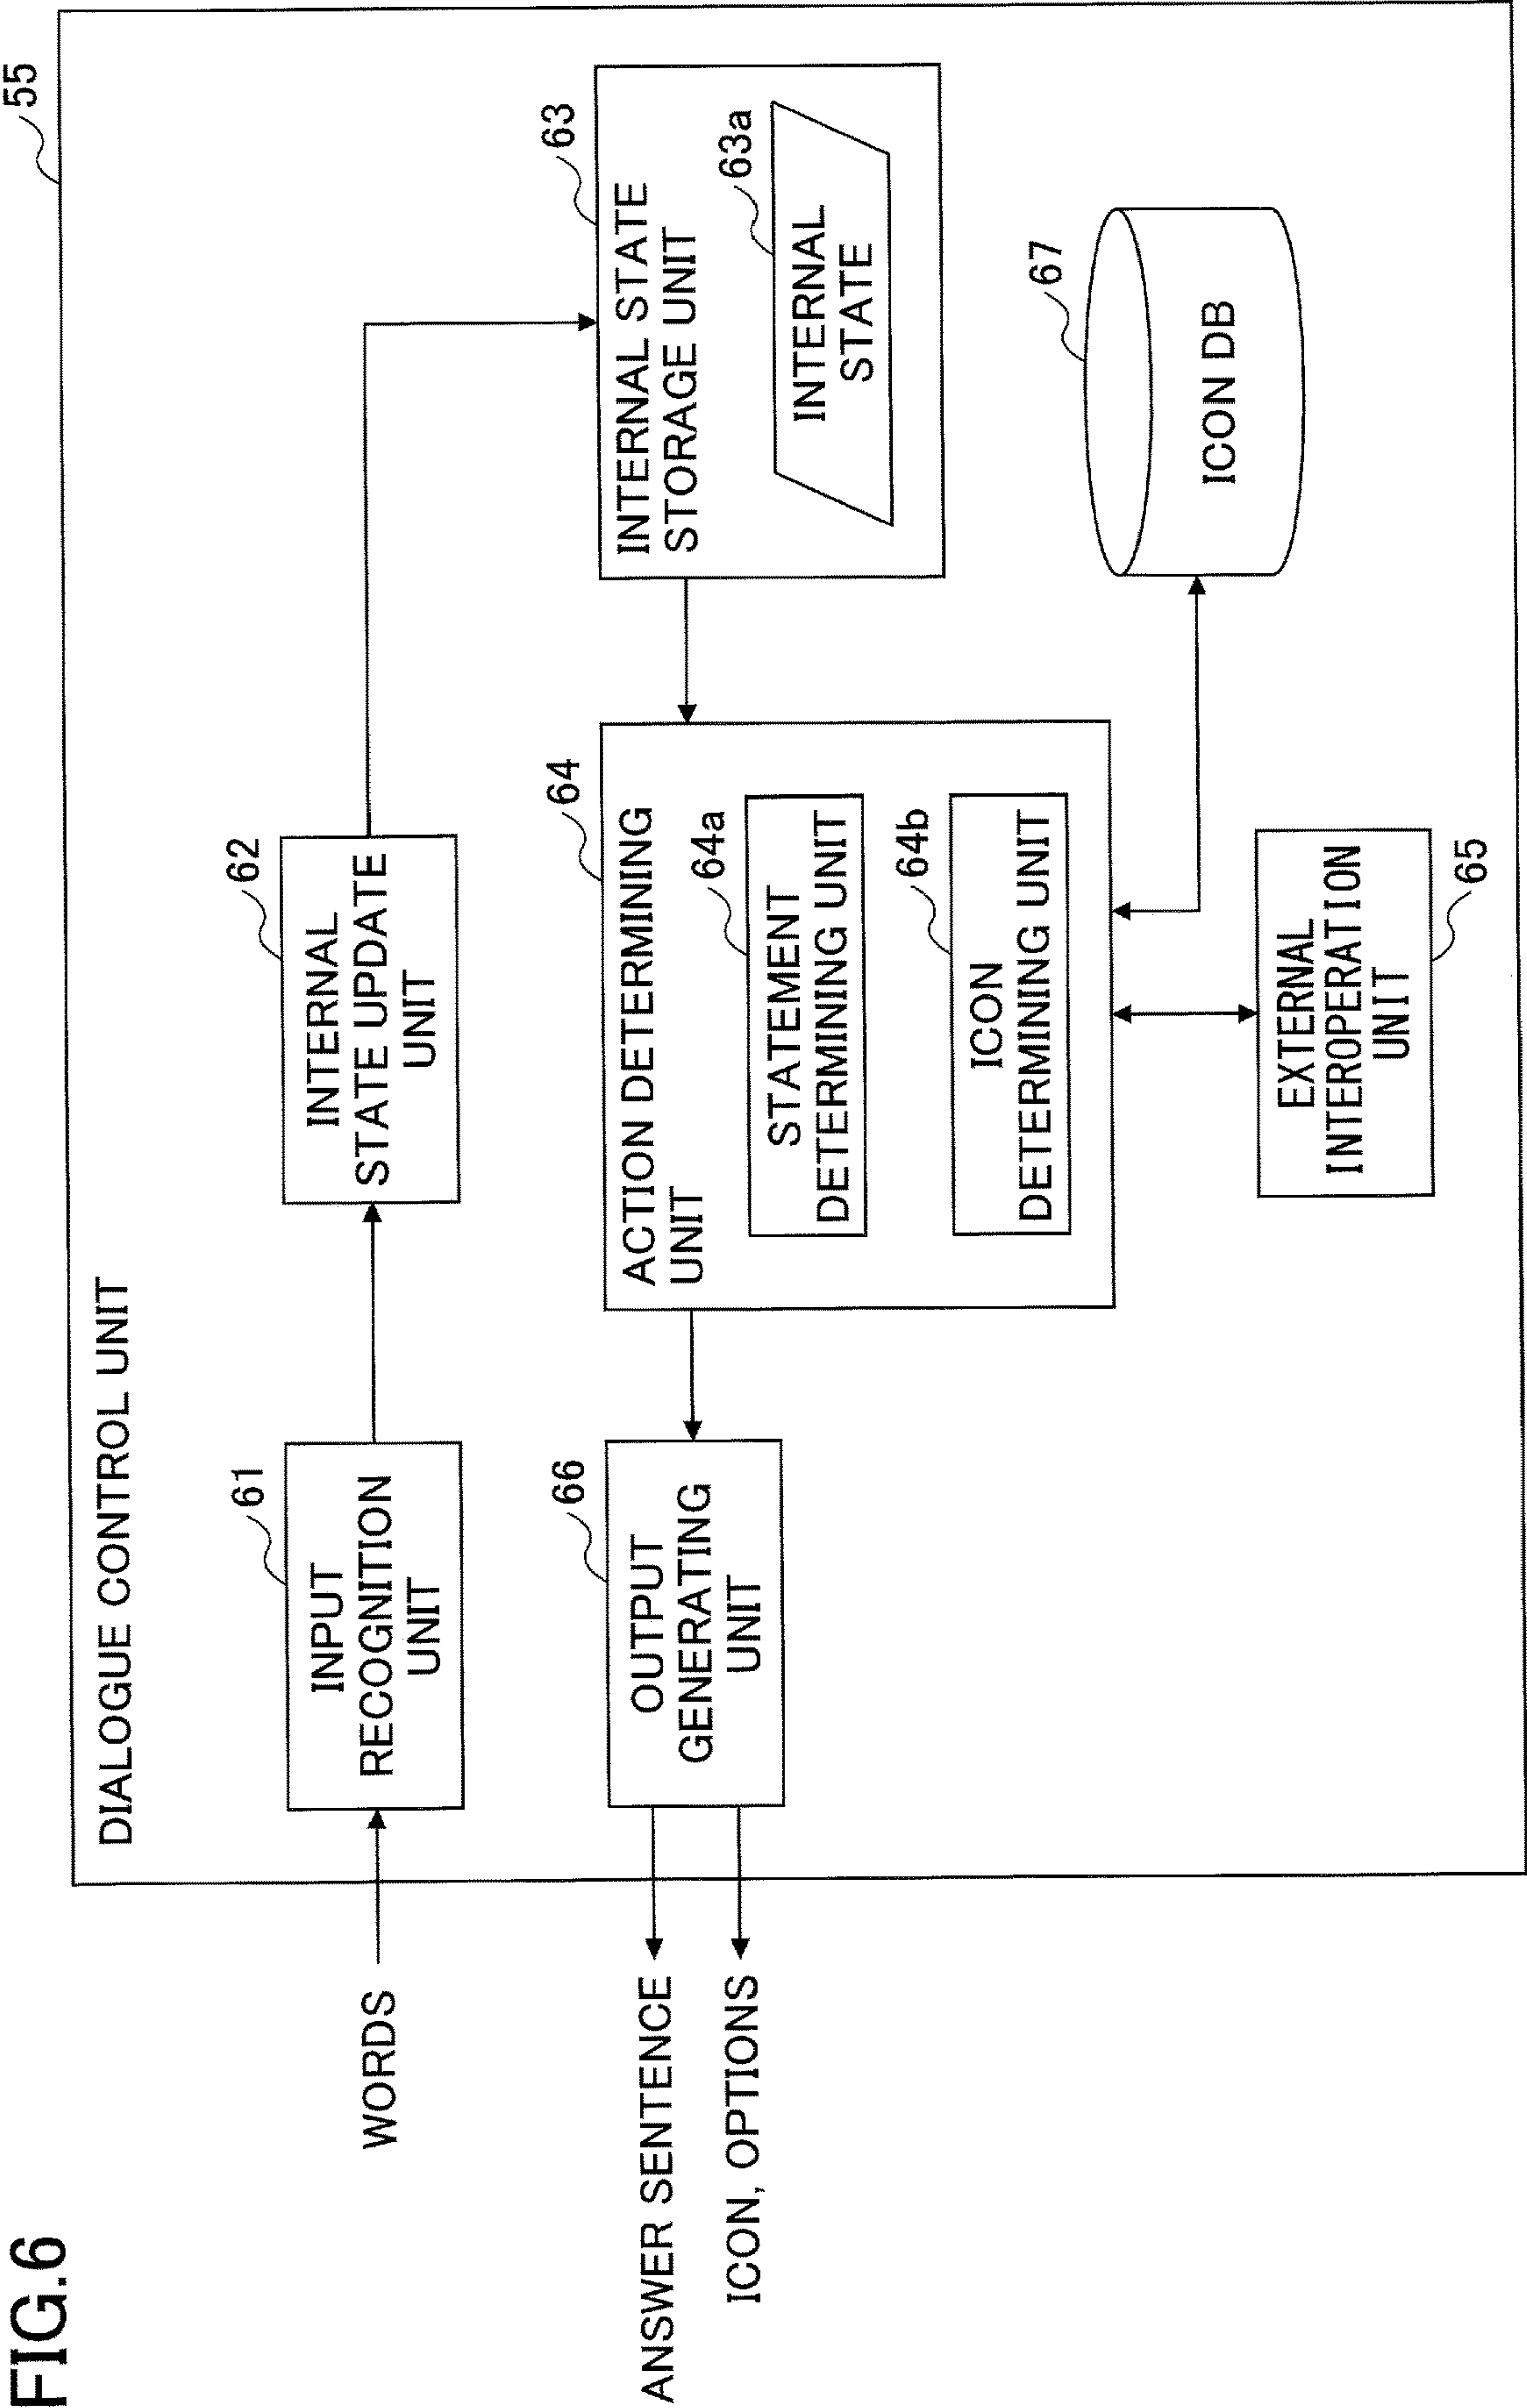 FIG.6
55
DIALOGUE CONTROL UNIT
WORDS
61
INPUT
RECOGNITION
UNIT
62
INTERNAL
STATE UPDATE
UNIT
63
INTERNAL STATE
STORAGE UNIT
63a
INTERNAL
STATE
64
ACTION DETERMINING
UNIT
64a
STATEMENT
DETERMINING UNIT
64b
ICON
DETERMINING UNIT
66
OUTPUT
GENERATING
UNIT
ANSWER SENTENCE
ICON, OPTIONS
67
ICON DB
EXTERNAL
INTEROPERATION
UNIT
65